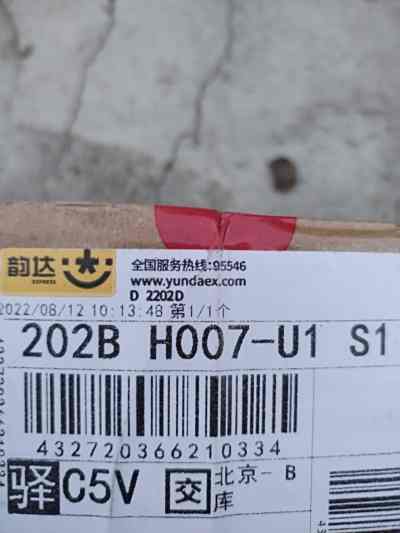 韵达
EXPRESS
全国服务热线:95546
www.yundaex.com
D 2202D
2022/08/12 10:13:48 第1/1个
202B H007-U1 S1
432720366210334
驿 C5V 交 北京- B
库